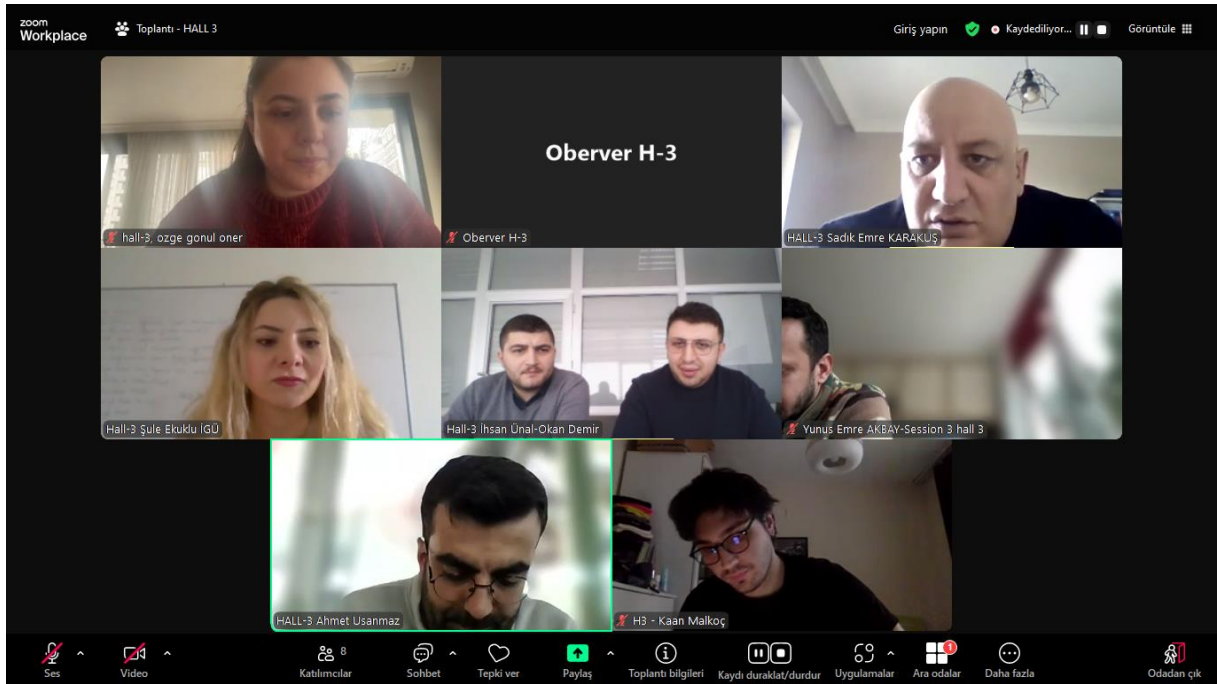 zoom
Workplace
Toplantı - HALL 3
Giriş yapın
Kaydediliyor...
Görüntüle
hall-3, ozge gonul oner
Oberver H-3
Oberver H-3
HALL-3 Sadık Emre KARAKUŞ
Hall-3 Şule Ekuklu İGÜ
Hall-3 İhsan Ünal-Okan Demir
Yunus Emre AKBAY-Session 3 hall 3
HALL-3 Ahmet Usanmaz
H3 - Kaan Malkoç
Ses
Video
Katılımcılar
8
Sohbet
Tepki ver
Paylaş
Toplantı bilgileri
Kaydı duraklat/durdur
Uygulamalar
1
Ara odalar
Daha fazla
Odadan çık